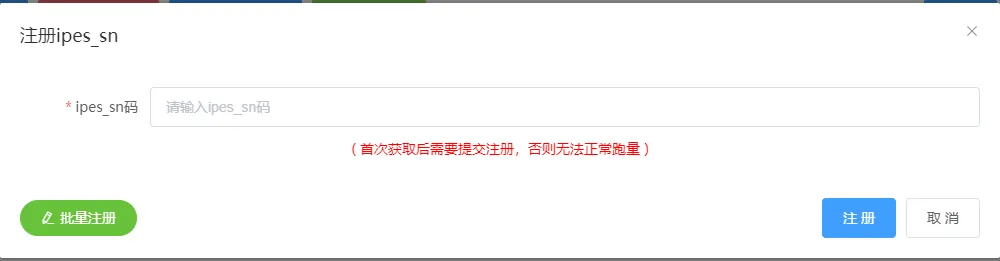 注册ipes_sn
* ipes_sn码
请输入ipes_sn码
（首次获取后需要提交注册，否则无法正常跑量）
批量注册
注 册
取 消